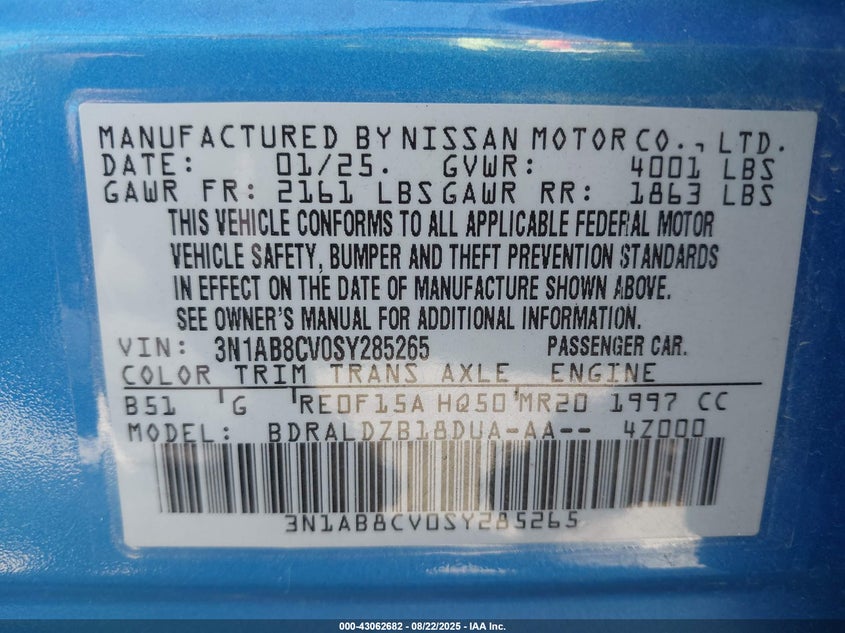 MANUFACTURED BY NISSAN MOTOR CO., LTD.
DATE: 01/25. GVWR: 4001 LBS
GAWR FR: 2161 LBS GAWR RR: 1863 LBS
THIS VEHICLE CONFORMS TO ALL APPLICABLE FEDERAL MOTOR
VEHICLE SAFETY, BUMPER AND THEFT PREVENTION STANDARDS
IN EFFECT ON THE DATE OF MANUFACTURE SHOWN ABOVE.
SEE OWNER'S MANUAL FOR ADDITIONAL INFORMATION.
VIN: 3N1AB8CV0SY285265 PASSENGER CAR.
COLOR TRIM TRANS AXLE ENGINE
B51 G RE0F15A HQ50 MR20 1997 CC
MODEL: BDRALDZB18DUA-AA-- 4Z000
3N1AB8CV0SY285265
000-43062682 - 08/22/2025 - IAA Inc.